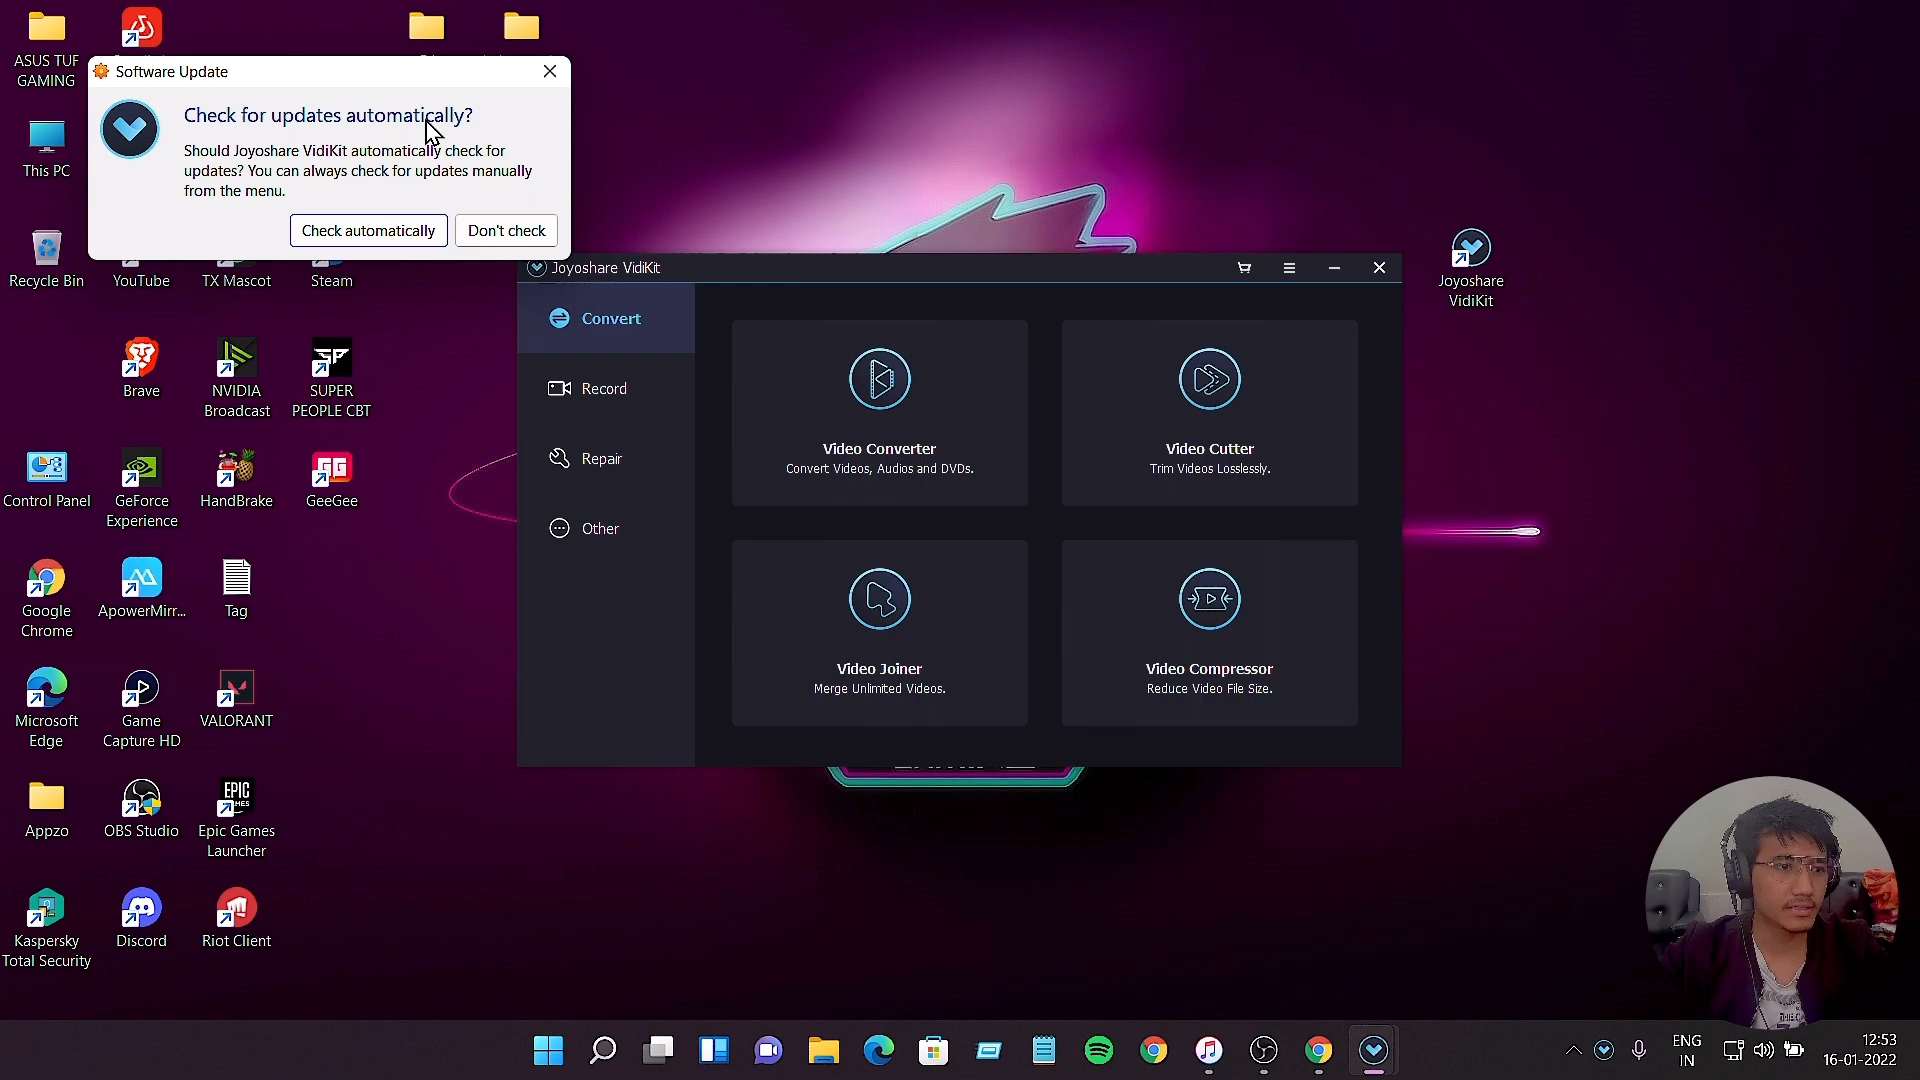 ASUS TUF
GAMING
Software Update
Check for updates automatically?
Should Joyoshare VidiKit automatically check for
updates? You can always check for updates manually
from the menu.
Check automatically
Don't check
This PC
Recycle Bin
YouTube
TX Mascot
Steam
Brave
NVIDIA
Broadcast
SUPER
PEOPLE CBT
Control Panel
GeForce
Experience
HandBrake
GeeGee
Google
Chrome
ApowerMirr...
Tag
Microsoft
Edge
Game
Capture HD
VALORANT
Appzo
OBS Studio
Epic Games
Launcher
Kaspersky
Total Security
Discord
Riot Client
Joyoshare VidiKit
Convert
Record
Repair
Other
Video Converter
Convert Videos, Audios and DVDs.
Video Cutter
Trim Videos Losslessly.
Video Joiner
Merge Unlimited Videos.
Video Compressor
Reduce Video File Size.
Joyoshare
VidiKit
ENG
IN
12:53
16-01-2022